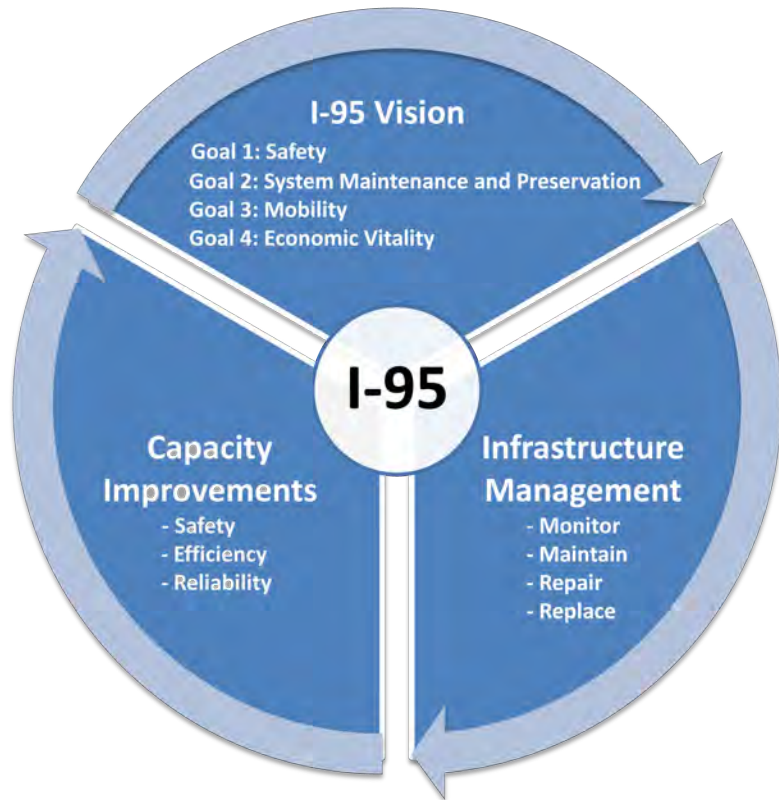 I-95 Vision
Goal 1: Safety
Goal 2: System Maintenance and Preservation
Goal 3: Mobility
Goal 4: Economic Vitality
I-95
Capacity
Improvements
- Safety
- Efficiency
- Reliability
Infrastructure
Management
- Monitor
- Maintain
- Repair
- Replace